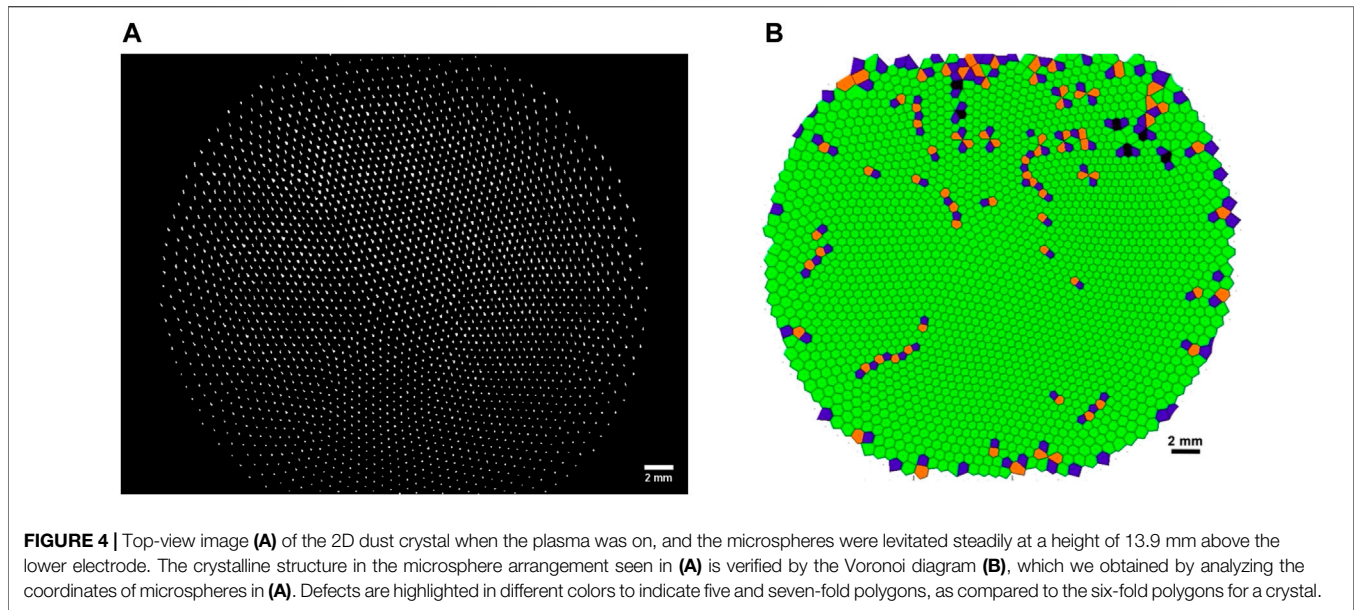 A
B
2 mm
2 mm
FIGURE 4 | Top-view image (A) of the 2D dust crystal when the plasma was on, and the microspheres were levitated steadily at a height of 13.9 mm above the
lower electrode. The crystalline structure in the microsphere arrangement seen in (A) is verified by the Voronoi diagram (B), which we obtained by analyzing the
coordinates of microspheres in (A). Defects are highlighted in different colors to indicate five and seven-fold polygons, as compared to the six-fold polygons for a crystal.